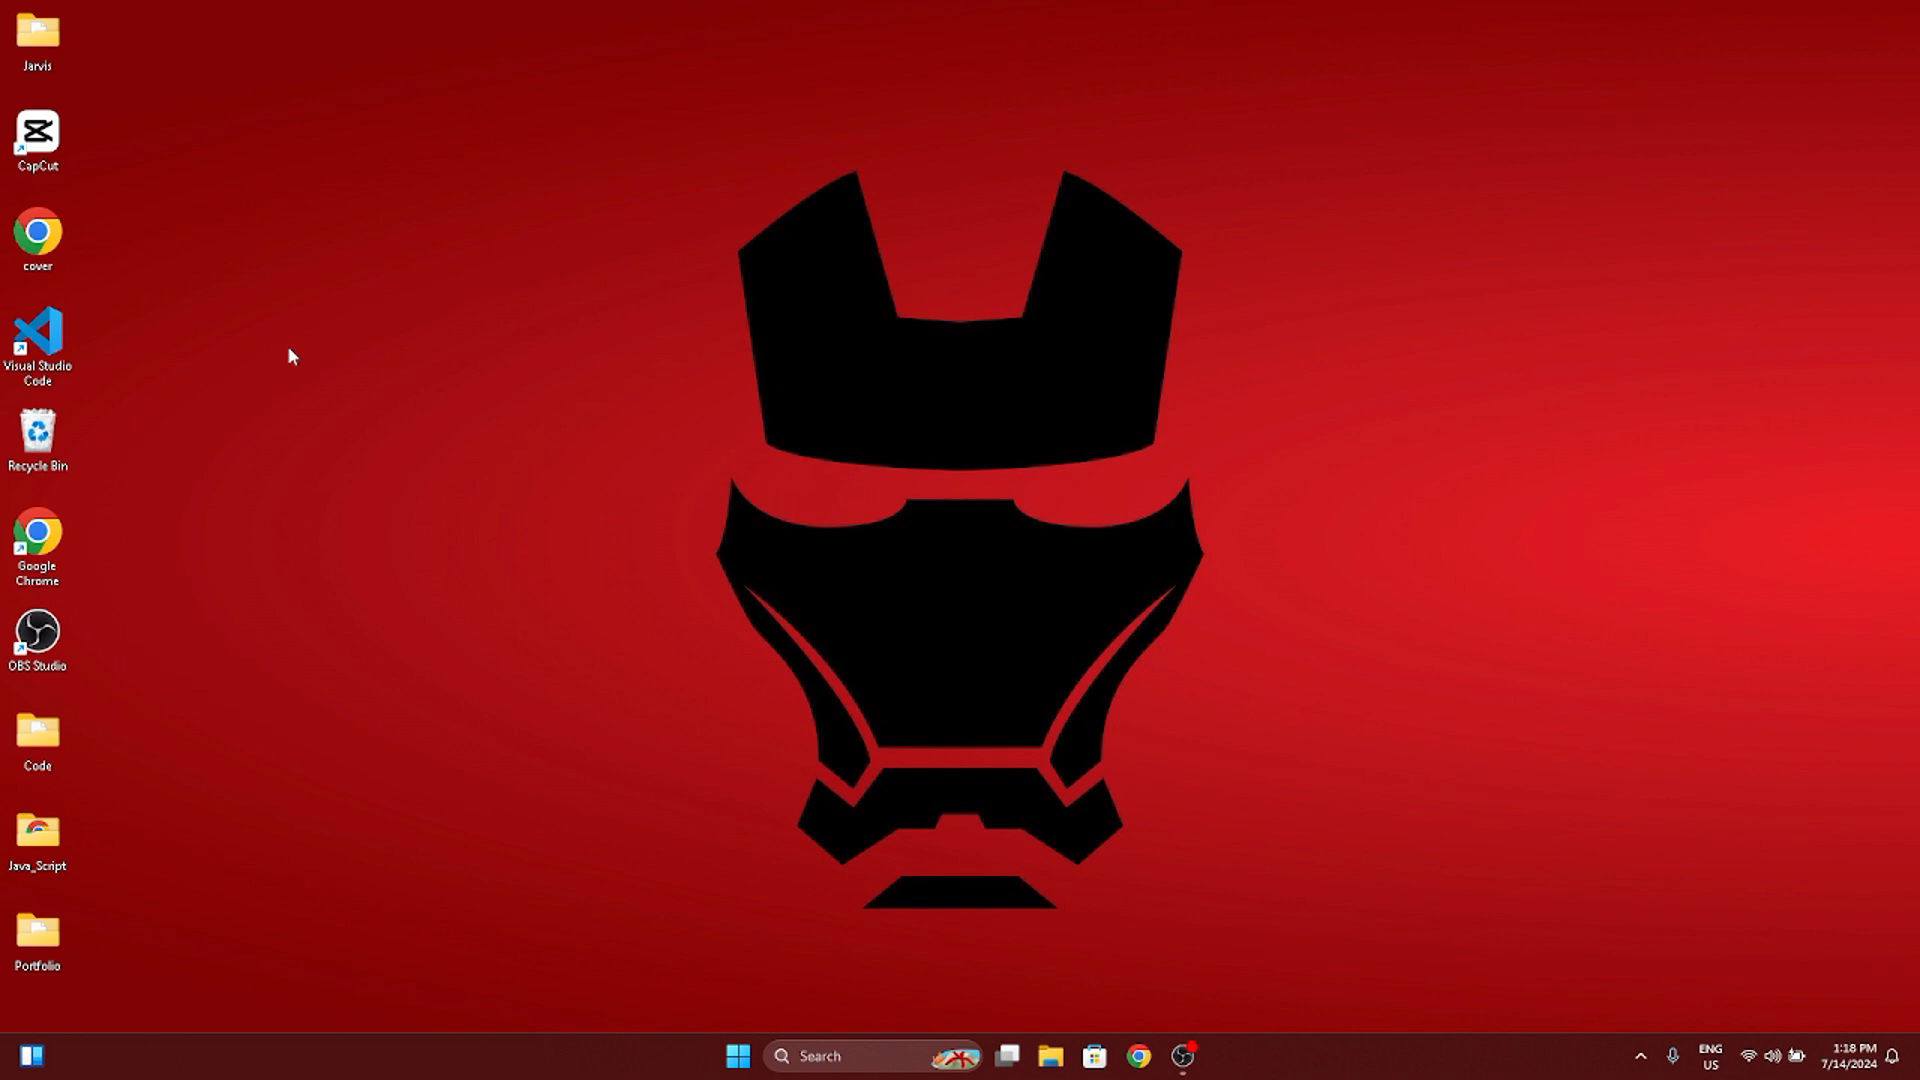 Jarvis
CapCut
cover
Visual Studio
Code
Recycle Bin
Google
Chrome
OBS Studio
Code
Java_Script
Portfolio
Search
ENG
US
1:18 PM
7/14/2024